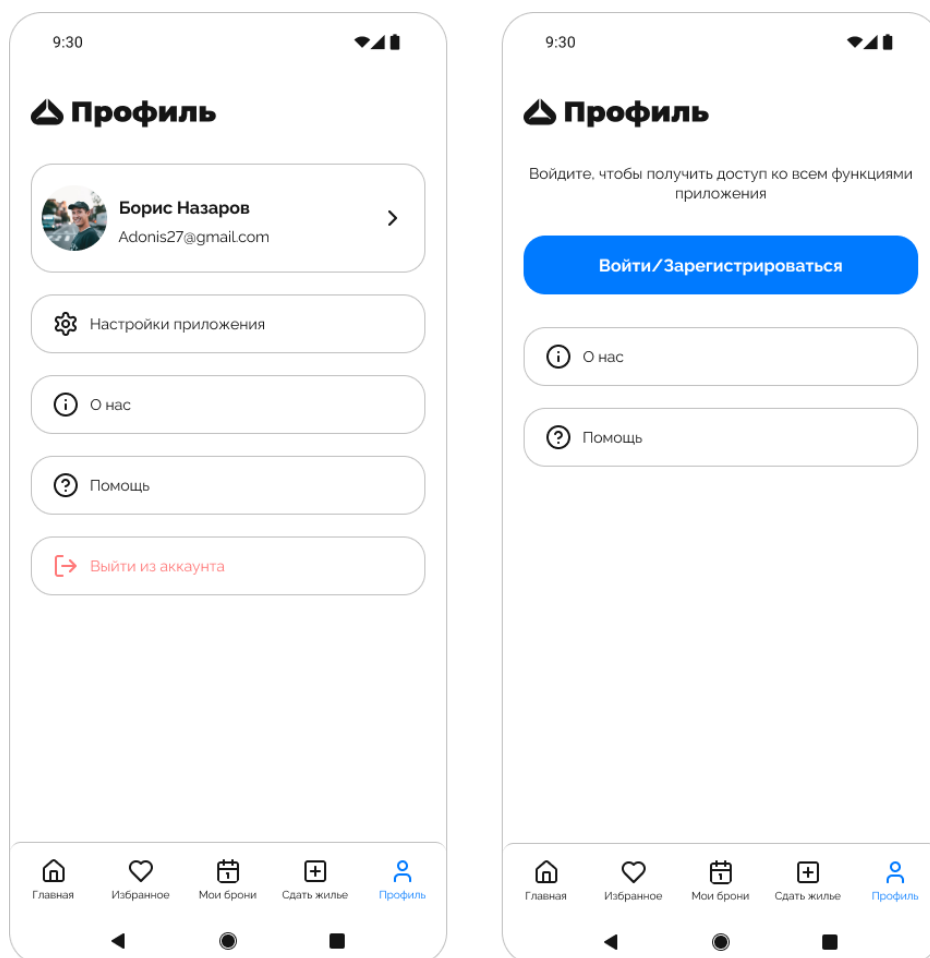 9:30
Профиль
Борис Назаров
Adonis27@gmail.com
Настройки приложения
О нас
Помощь
Выйти из аккаунта
Главная
Избранное
Мои брони
Сдать жилье
Профиль
9:30
Профиль
Войдите, чтобы получить доступ ко всем функциями
приложения
Войти/Зарегистрироваться
О нас
Помощь
Главная
Избранное
Мои брони
Сдать жилье
Профиль